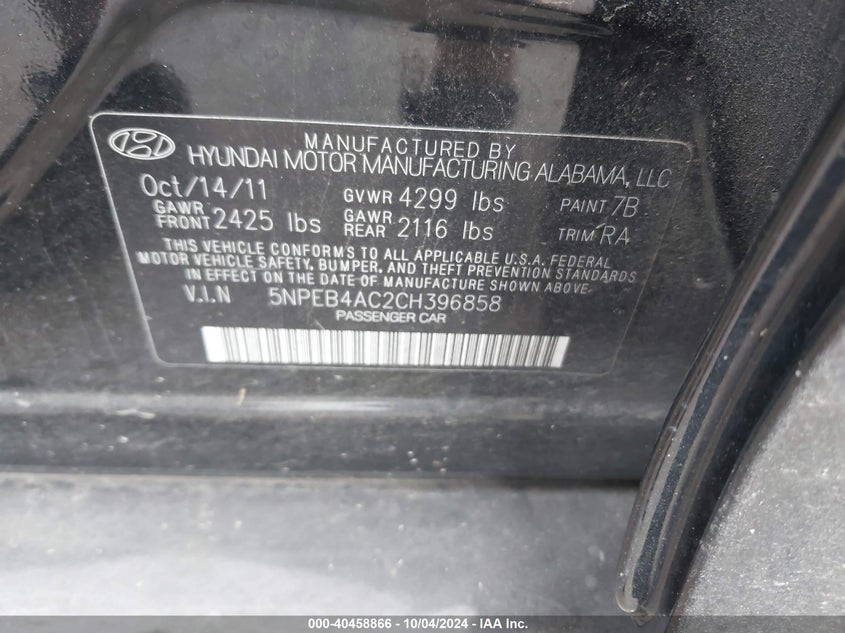 MANUFACTURED BY
HYUNDAI MOTOR MANUFACTURING ALABAMA, LLC
Oct/14/11 GVWR 4299 lbs PAINT 7B
GAWR FRONT 2425 lbs GAWR REAR 2116 lbs TRIM RA
THIS VEHICLE CONFORMS TO ALL APPLICABLE U.S.A. FEDERAL
MOTOR VEHICLE SAFETY, BUMPER, AND THEFT PREVENTION STANDARDS
IN EFFECT ON THE DATE OF MANUFACTURE SHOWN ABOVE.
V.I.N 5NPEB4AC2CH396858
PASSENGER CAR
000-40458866 - 10/04/2024 - IAA Inc.